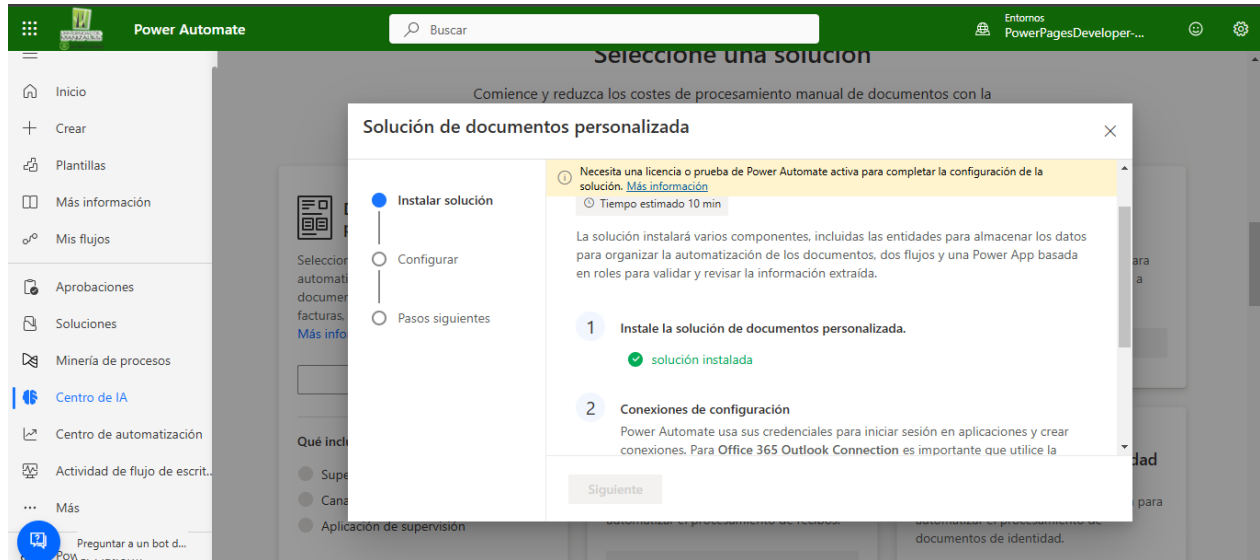 Power Automate
Buscar
Entornos
PowerPagesDeveloper-...
Inicio
Crear
Plantillas
Más información
Mis flujos
Aprobaciones
Soluciones
Minería de procesos
Centro de IA
Centro de automatización
Actividad de flujo de escrit...
Más
Preguntar a un bot d...
Seleccione una solución
Comience y reduzca los costes de procesamiento manual de documentos con la
Seleccion
automati
documen
facturas,
Más info
Qué inclu
Supe
Cana
Aplicación de supervisión
Solución de documentos personalizada
Instalar solución
Configurar
Pasos siguientes
Necesita una licencia o prueba de Power Automate activa para completar la configuración de la
solución. Más información
Tiempo estimado 10 min
La solución instalará varios componentes, incluidas las entidades para almacenar los datos
para organizar la automatización de los documentos, dos flujos y una Power App basada
en roles para validar y revisar la información extraída.
1 Instale la solución de documentos personalizada.
solución instalada
2 Conexiones de configuración
Power Automate usa sus credenciales para iniciar sesión en aplicaciones y crear
conexiones. Para Office 365 Outlook Connection es importante que utilice la
Siguiente
ara
a
dad
para
automatizar el procesamiento de recibos.
automatizar el procesamiento de
documentos de identidad.